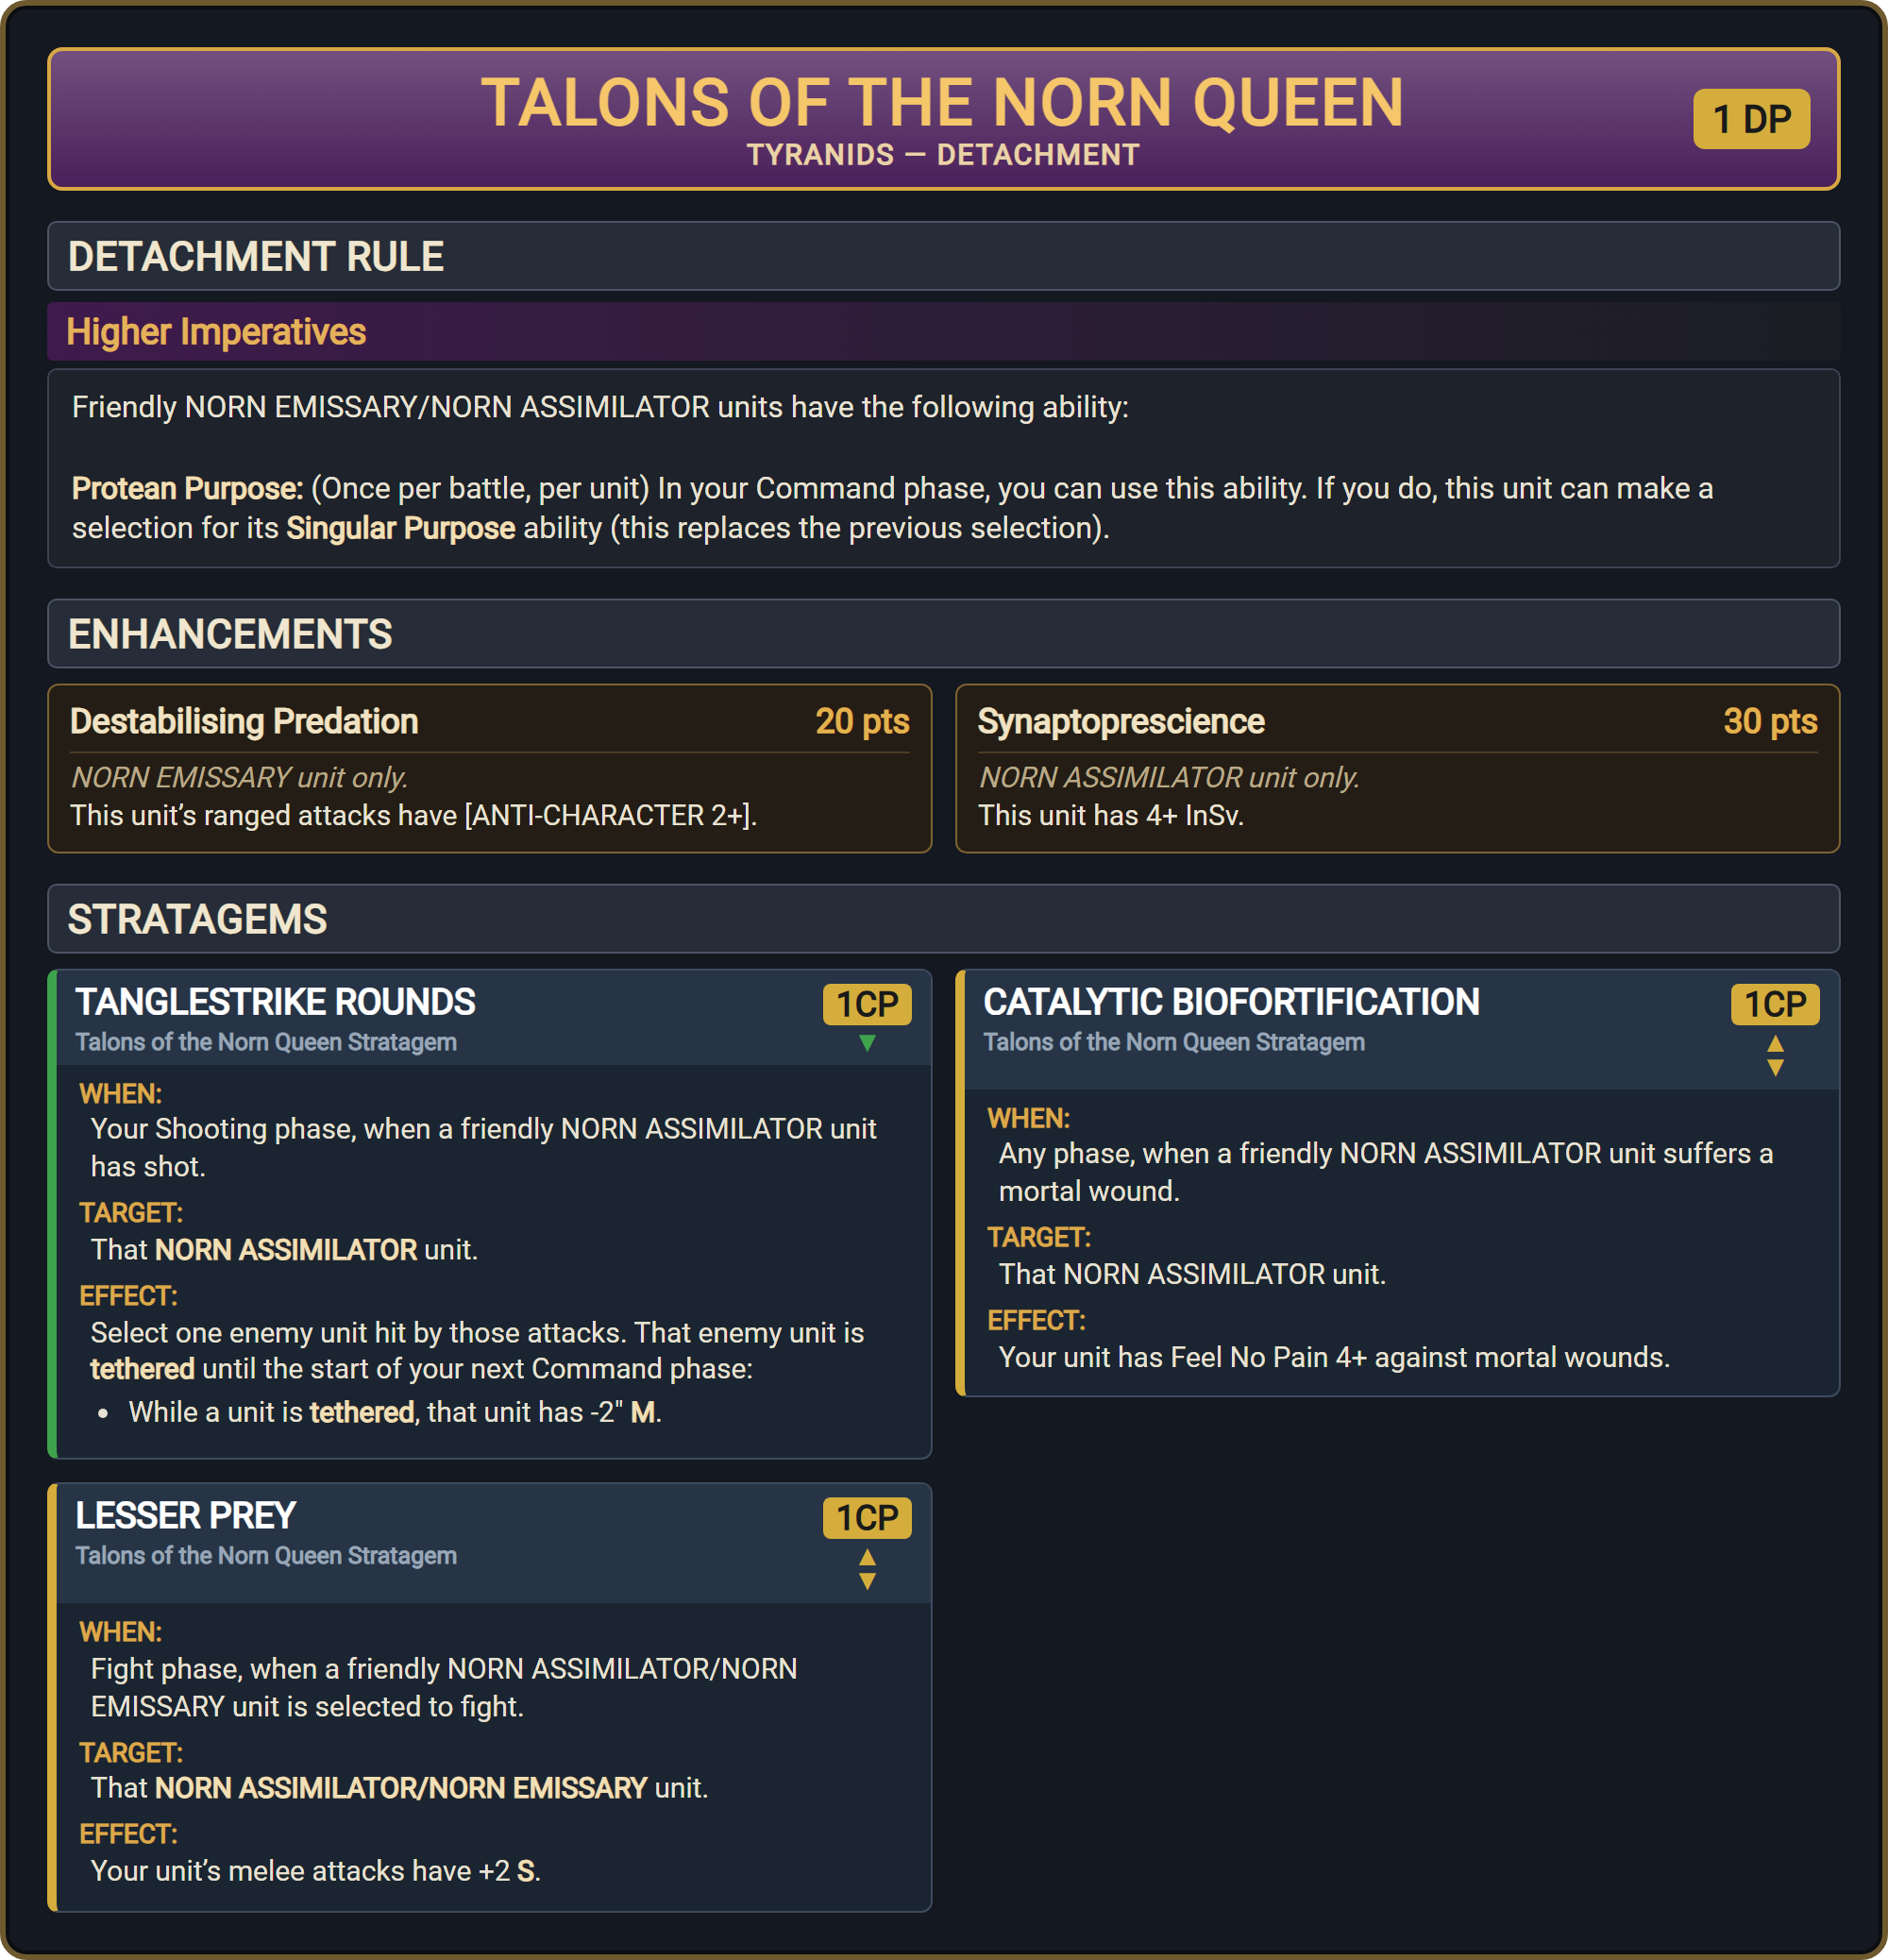 TALONS OF THE NORN QUEEN
TYRANIDS — DETACHMENT
1 DP
DETACHMENT RULE
Higher Imperatives
Friendly NORN EMISSARY/NORN ASSIMILATOR units have the following ability:
Protean Purpose: (Once per battle, per unit) In your Command phase, you can use this ability. If you do, this unit can make a
selection for its Singular Purpose ability (this replaces the previous selection).
ENHANCEMENTS
Destabilising Predation 20 pts
NORN EMISSARY unit only.
This unit’s ranged attacks have [ANTI-CHARACTER 2+].
Synaptoprescience 30 pts
NORN ASSIMILATOR unit only.
This unit has 4+ InSv.
STRATAGEMS
TANGLESTRIKE ROUNDS 1CP
Talons of the Norn Queen Stratagem ▼
WHEN:
Your Shooting phase, when a friendly NORN ASSIMILATOR unit
has shot.
TARGET:
That NORN ASSIMILATOR unit.
EFFECT:
Select one enemy unit hit by those attacks. That enemy unit is
tethered until the start of your next Command phase:
• While a unit is tethered, that unit has -2" M.
CATALYTIC BIOFORTIFICATION 1CP
Talons of the Norn Queen Stratagem ▲
▼
WHEN:
Any phase, when a friendly NORN ASSIMILATOR unit suffers a
mortal wound.
TARGET:
That NORN ASSIMILATOR unit.
EFFECT:
Your unit has Feel No Pain 4+ against mortal wounds.
LESSER PREY 1CP
Talons of the Norn Queen Stratagem ▲
▼
WHEN:
Fight phase, when a friendly NORN ASSIMILATOR/NORN
EMISSARY unit is selected to fight.
TARGET:
That NORN ASSIMILATOR/NORN EMISSARY unit.
EFFECT:
Your unit’s melee attacks have +2 S.